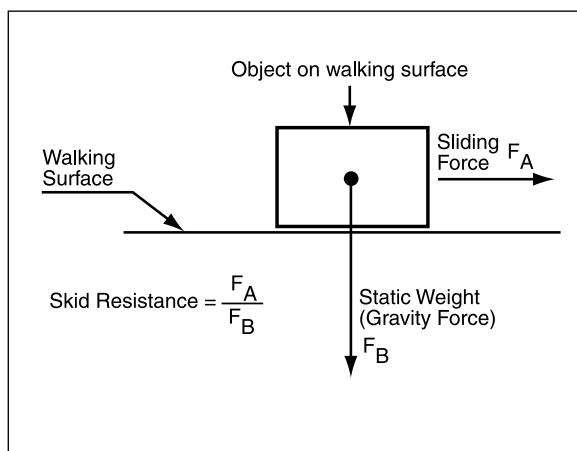 Object on walking surface
Sliding
Force F_A
Walking
Surface
Skid Resistance = F_A / F_B
Static Weight
(Gravity Force)
F_B